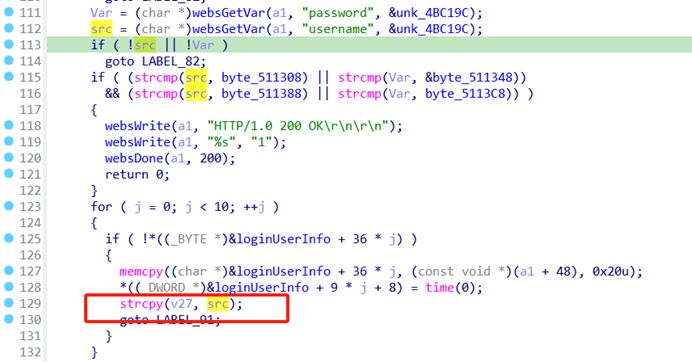 111 Var = (char *)websGetVar(a1, "password", &unk_4BC19C);
112 src = (char *)websGetVar(a1, "username", &unk_4BC19C);
113 if ( !src || !Var )
114 goto LABEL_82;
115 if ( (strcmp(src, byte_511308) || strcmp(Var, &byte_511348))
116 && (strcmp(src, byte_511388) || strcmp(Var, byte_5113C8)) )
117 {
118 websWrite(a1, "HTTP/1.0 200 OK\r\n\r\n");
119 websWrite(a1, "%s", "1");
120 websDone(a1, 200);
121 return 0;
122 }
123 for ( j = 0; j < 10; ++j )
124 {
125 if ( !*((_BYTE *)&loginUserInfo + 36 * j) )
126 {
127 memcpy((char *)&loginUserInfo + 36 * j, (const void *)(a1 + 48), 0x20u);
128 *((_DWORD *)&loginUserInfo + 9 * j + 8) = time(0);
129 strcpy(v27, src);
130 goto LABEL_91;
131 }
132 }